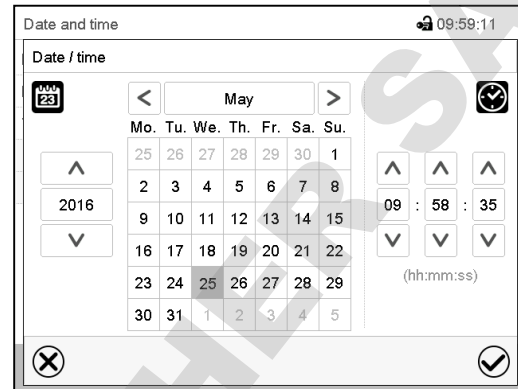 Date and time 09:59:11
Date / time
23
< May >
Mo. Tu. We. Th. Fr. Sa. Su.
25 26 27 28 29 30 1
2 3 4 5 6 7 8
2016
9 10 11 12 13 14 15
09 : 58 : 35
16 17 18 19 20 21 22
(hh:mm:ss)
23 24 25 26 27 28 29
30 31 1 2 3 4 5